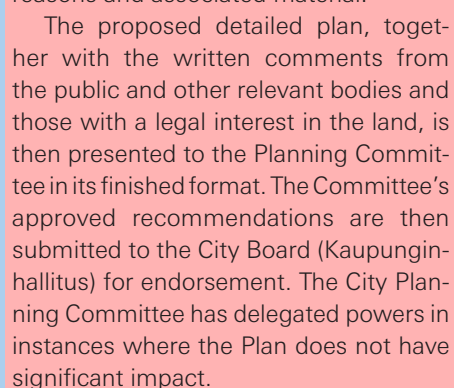 reasons and associated material.
The proposed detailed plan, toget-
her with the written comments from
the public and other relevant bodies and
those with a legal interest in the land, is
then presented to the Planning Commit-
tee in its finished format. The Committee’s
approved recommendations are then
submitted to the City Board (Kaupungin-
hallitus) for endorsement. The City Plan-
ning Committee has delegated powers in
instances where the Plan does not have
significant impact.